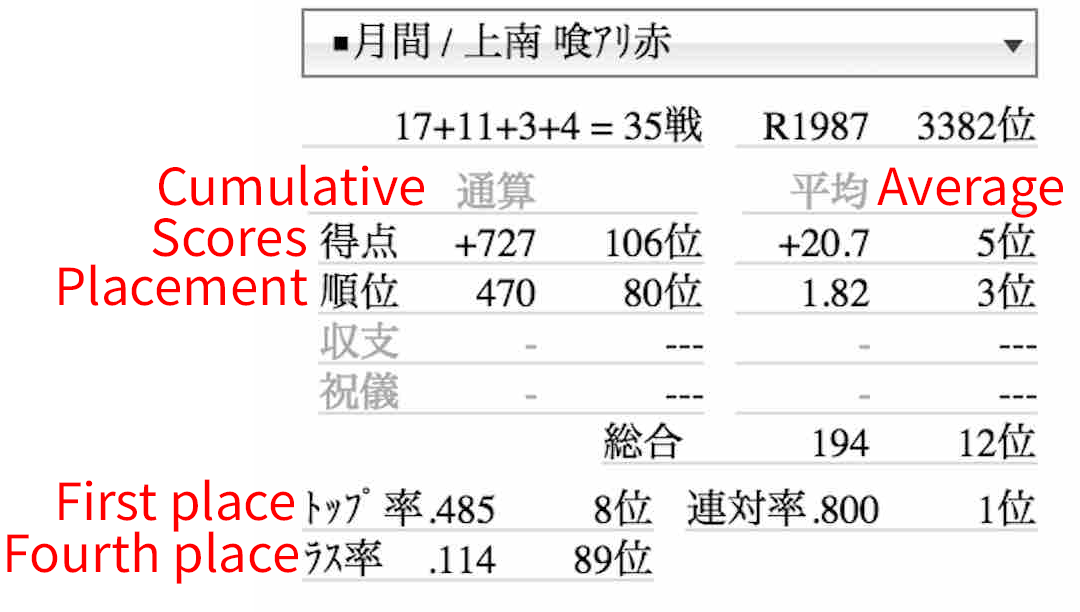 ■月間 / 上南 喰ｱﾘ赤 ▼
17+11+3+4 = 35戦 R1987 3382位
Cumulative 通算 平均 Average
Scores 得点 +727 106位 +20.7 5位
Placement 順位 470 80位 1.82 3位
収支 - --- - ---
祝儀 - --- - ---
総合 194 12位
First place ﾄｯﾌﾟ率 .485 8位 連対率 .800 1位
Fourth place ﾗｽ率 .114 89位